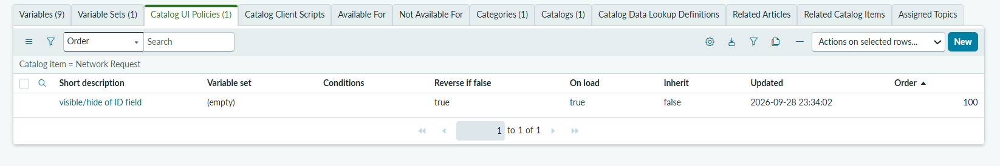 Variables (9) Variable Sets (1) Catalog UI Policies (1) Catalog Client Scripts Available For Not Available For Categories (1) Catalogs (1) Catalog Data Lookup Definitions Related Articles Related Catalog Items Assigned Topics
Order Search Actions on selected rows... New
Catalog item = Network Request
Short description Variable set Conditions Reverse if false On load Inherit Updated Order
visible/hide of ID field (empty) true true false 2026-09-28 23:34:02 100
1 to 1 of 1